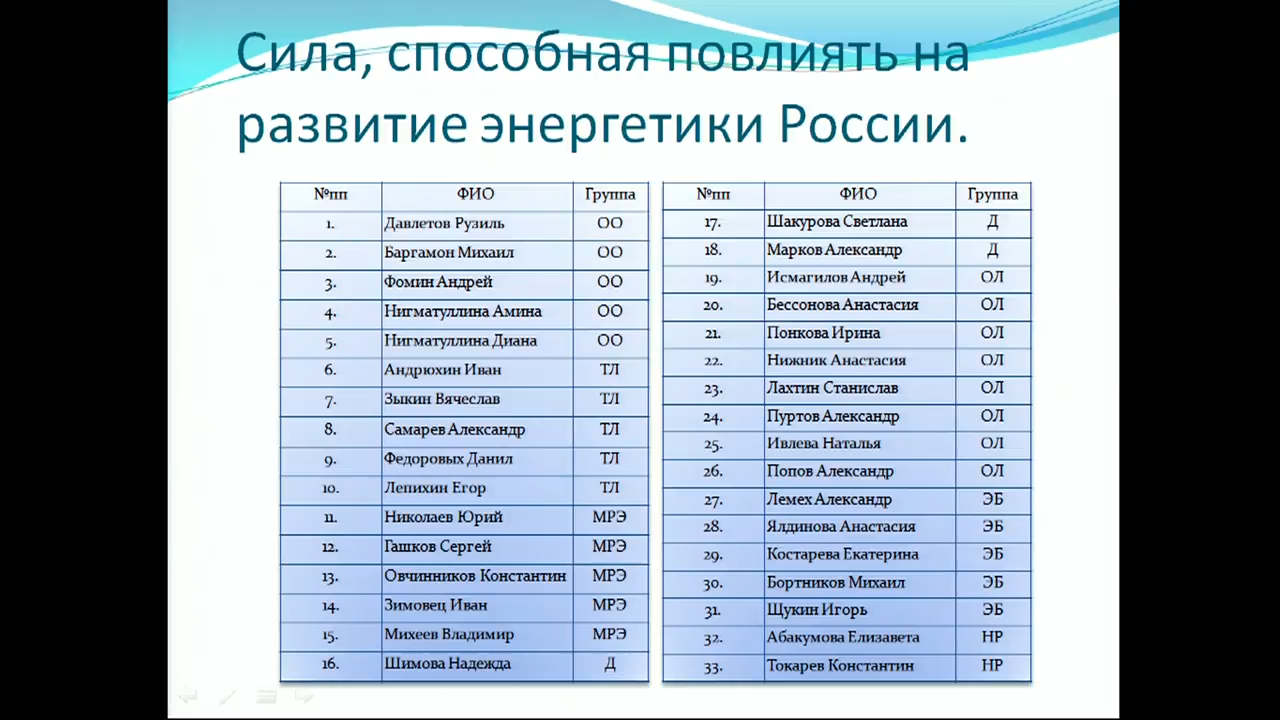 Сила, способная повлиять на
развитие энергетики России.
№пп ФИО Группа
1. Давлетов Рузиль ОО
2. Баргамон Михаил ОО
3. Фомин Андрей ОО
4. Нигматуллина Амина ОО
5. Нигматуллина Диана ОО
6. Андрюхин Иван ТЛ
7. Зыкин Вячеслав ТЛ
8. Самарев Александр ТЛ
9. Федоровых Данил ТЛ
10. Лепихин Егор ТЛ
11. Николаев Юрий МРЭ
12. Гашков Сергей МРЭ
13. Овчинников Константин МРЭ
14. Зимовец Иван МРЭ
15. Михеев Владимир МРЭ
16. Шимова Надежда Д
№пп ФИО Группа
17. Шакурова Светлана Д
18. Марков Александр Д
19. Исмагилов Андрей ОЛ
20. Бессонова Анастасия ОЛ
21. Понкова Ирина ОЛ
22. Нижник Анастасия ОЛ
23. Лахтин Станислав ОЛ
24. Пуртов Александр ОЛ
25. Ивлева Наталья ОЛ
26. Попов Александр ОЛ
27. Лемех Александр ЭБ
28. Ялдинова Анастасия ЭБ
29. Костарева Екатерина ЭБ
30. Бортников Михаил ЭБ
31. Щукин Игорь ЭБ
32. Абакумова Елизавета НР
33. Токарев Константин НР